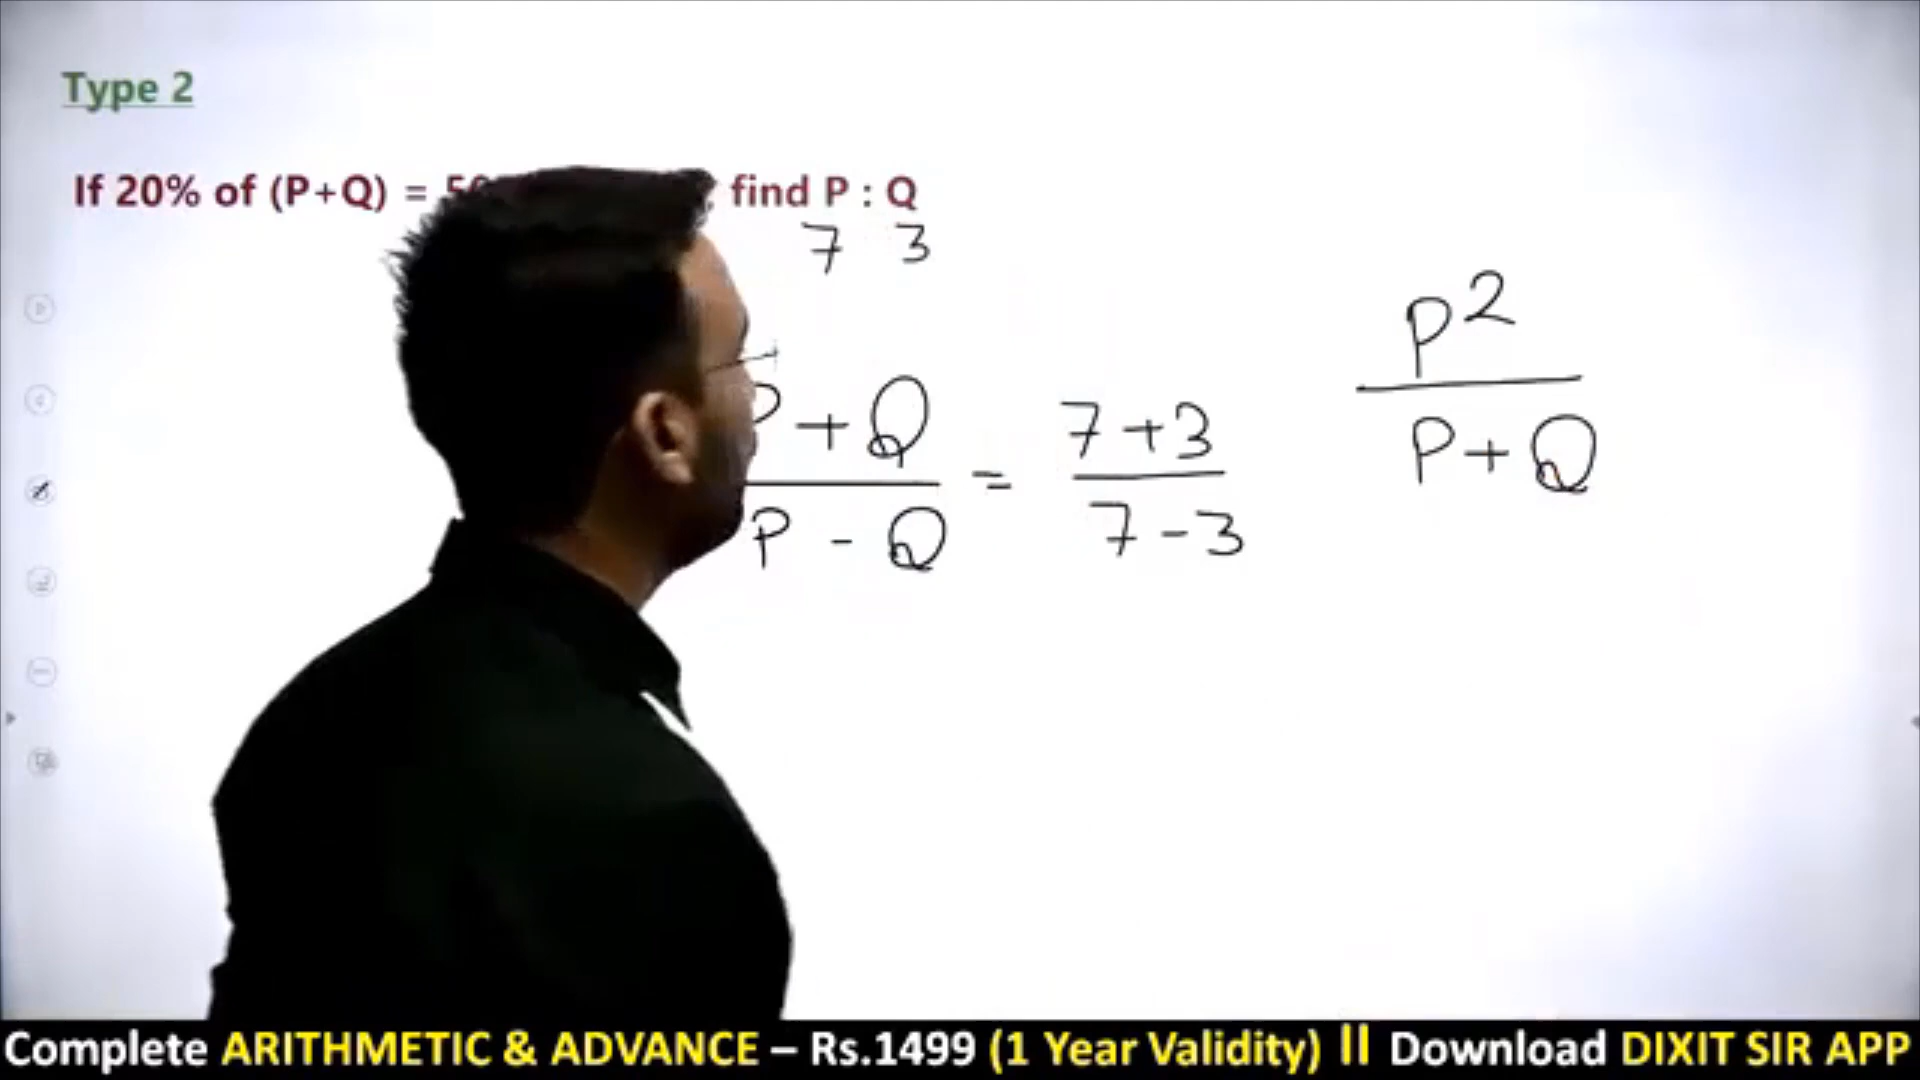 Type 2
If 20% of (P+Q) = 50 ; find P : Q
7 3
P²
P + Q
7+3
=
P+Q
P - Q
7-3
Complete ARITHMETIC & ADVANCE – Rs.1499 (1 Year Validity) || Download DIXIT SIR APP